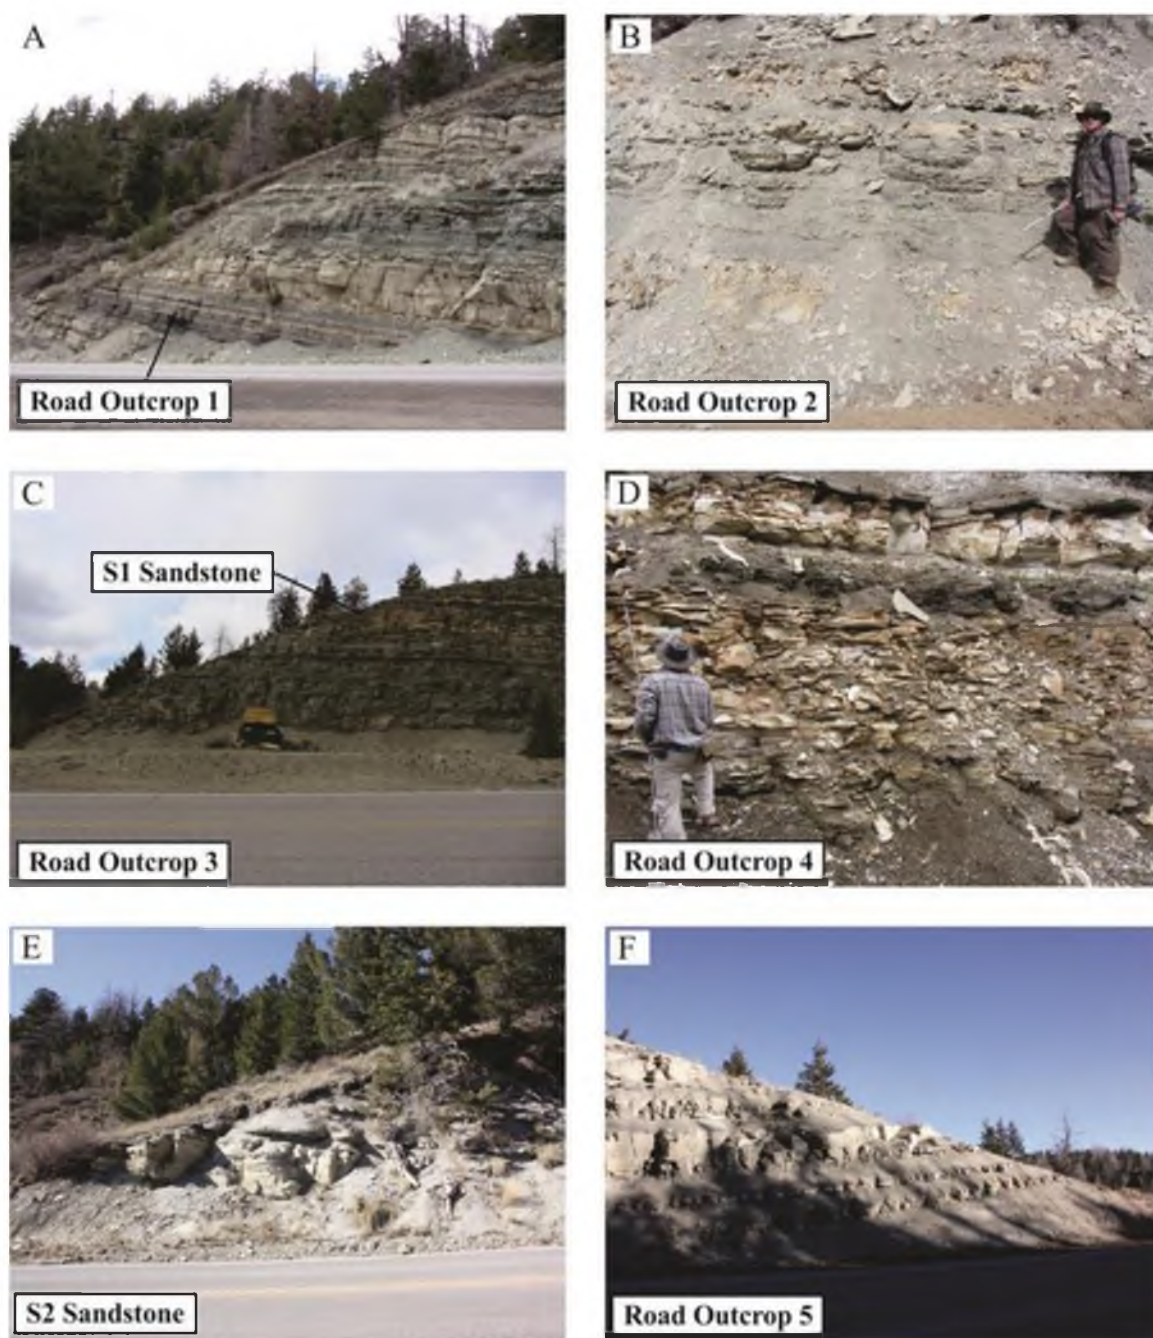 A
Road Outcrop 1
B
Road Outcrop 2
C
S1 Sandstone
Road Outcrop 3
D
Road Outcrop 4
E
S2 Sandstone
F
Road Outcrop 5